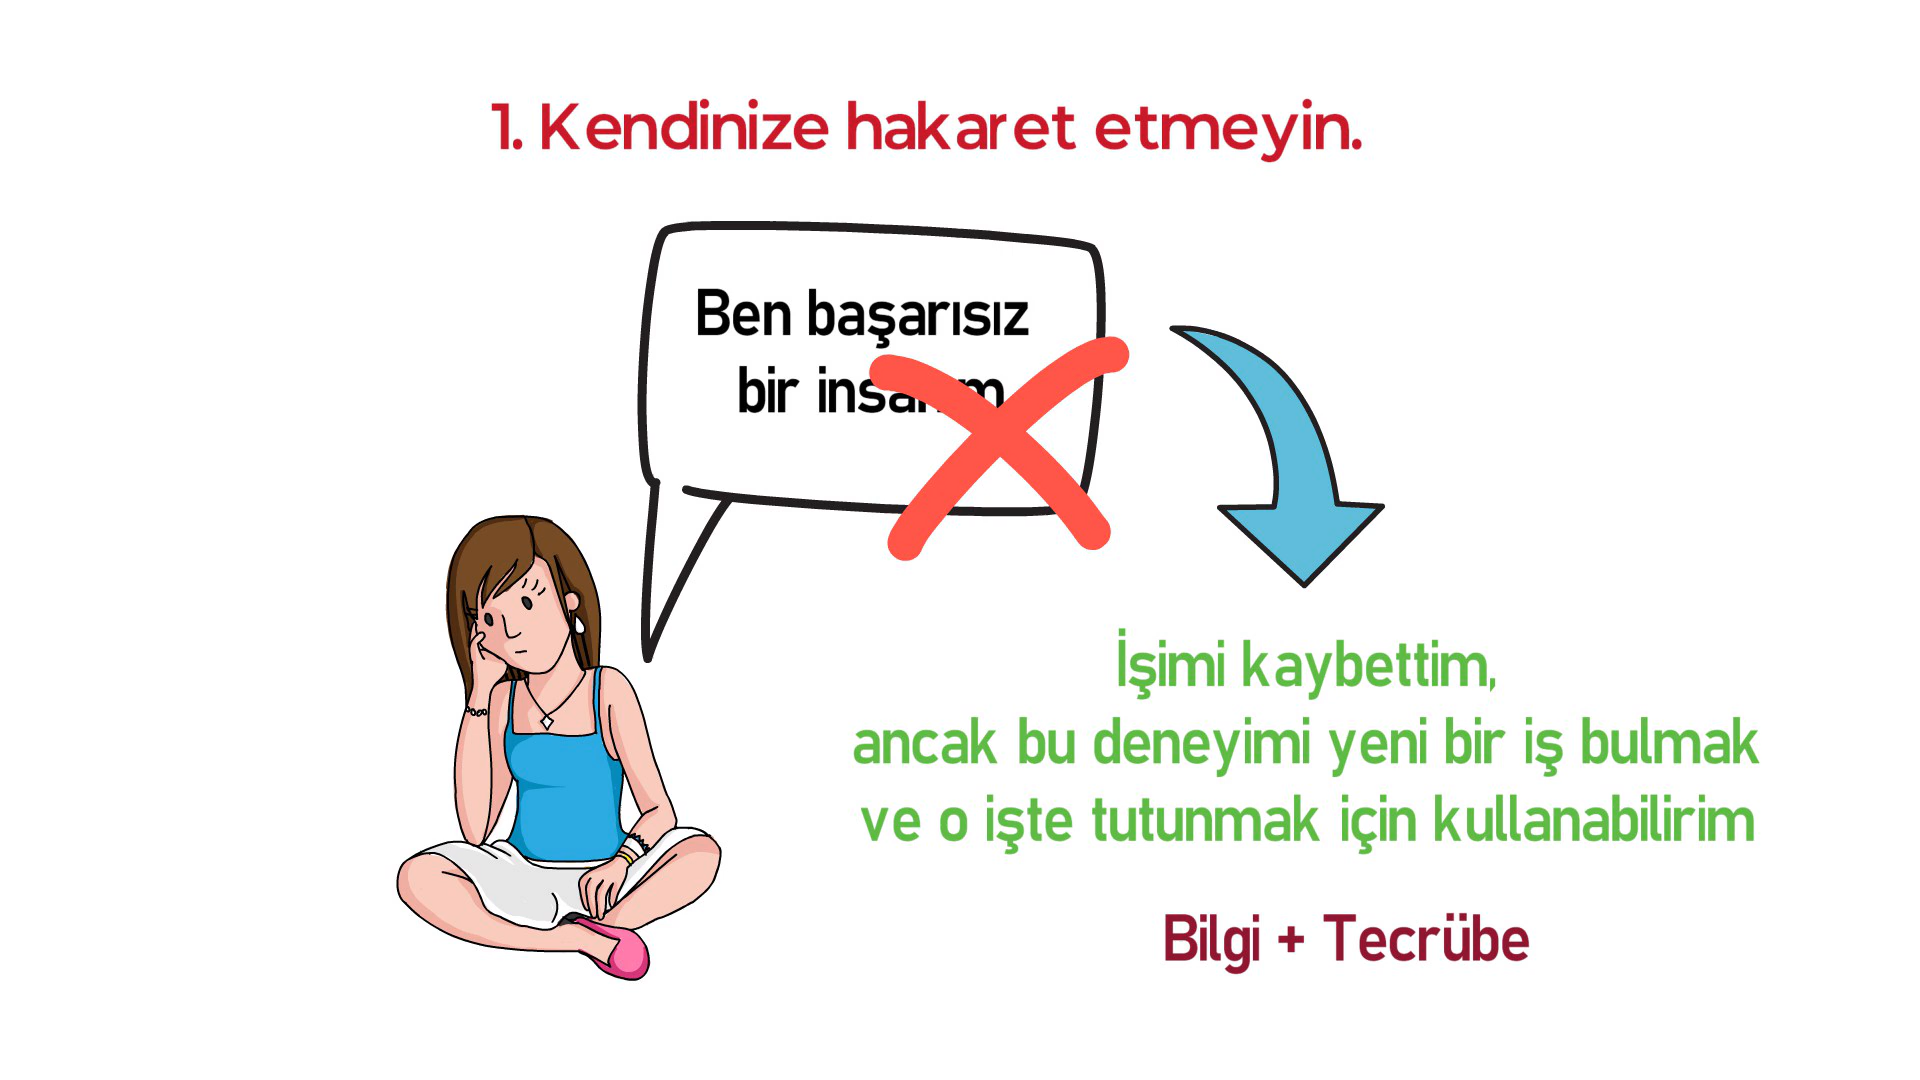 1. Kendinize hakaret etmeyin.
Ben başarısız
bir insanım
İşimi kaybettim,
ancak bu deneyimi yeni bir iş bulmak
ve o işte tutunmak için kullanabilirim
Bilgi + Tecrübe